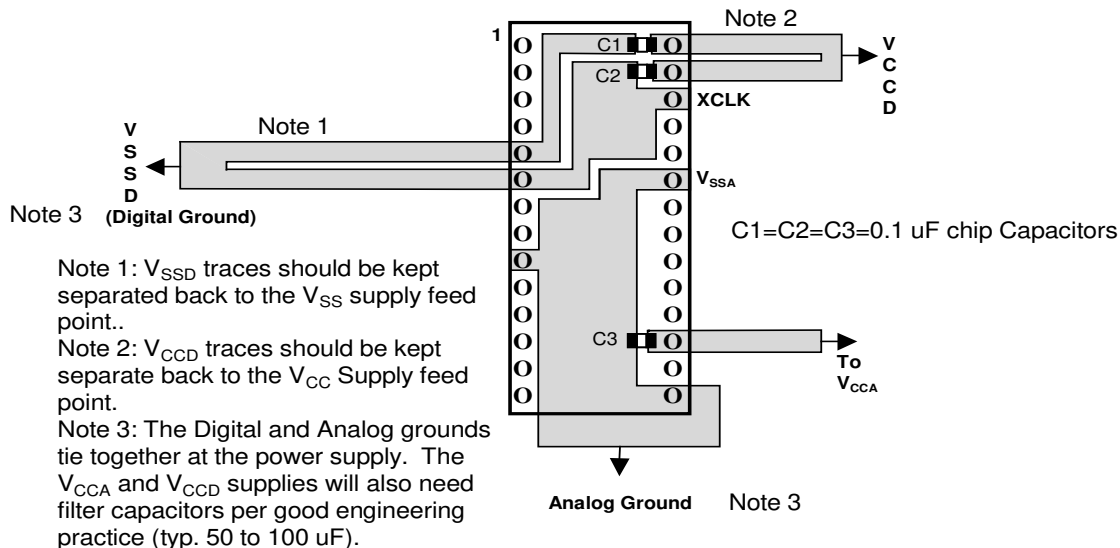 Note 2
1
C1
C2
V
C
C
D
XCLK
Note 1
V
S
S
D
(Digital Ground)
Note 3
VSSA
C1=C2=C3=0.1 uF chip Capacitors
Note 1: VSSD traces should be kept
separated back to the VSS supply feed
point..
Note 2: VCCD traces should be kept
separate back to the VCC Supply feed
point.
Note 3: The Digital and Analog grounds
tie together at the power supply. The
VCCA and VCCD supplies will also need
filter capacitors per good engineering
practice (typ. 50 to 100 uF).
C3
To
VCCA
Analog Ground
Note 3